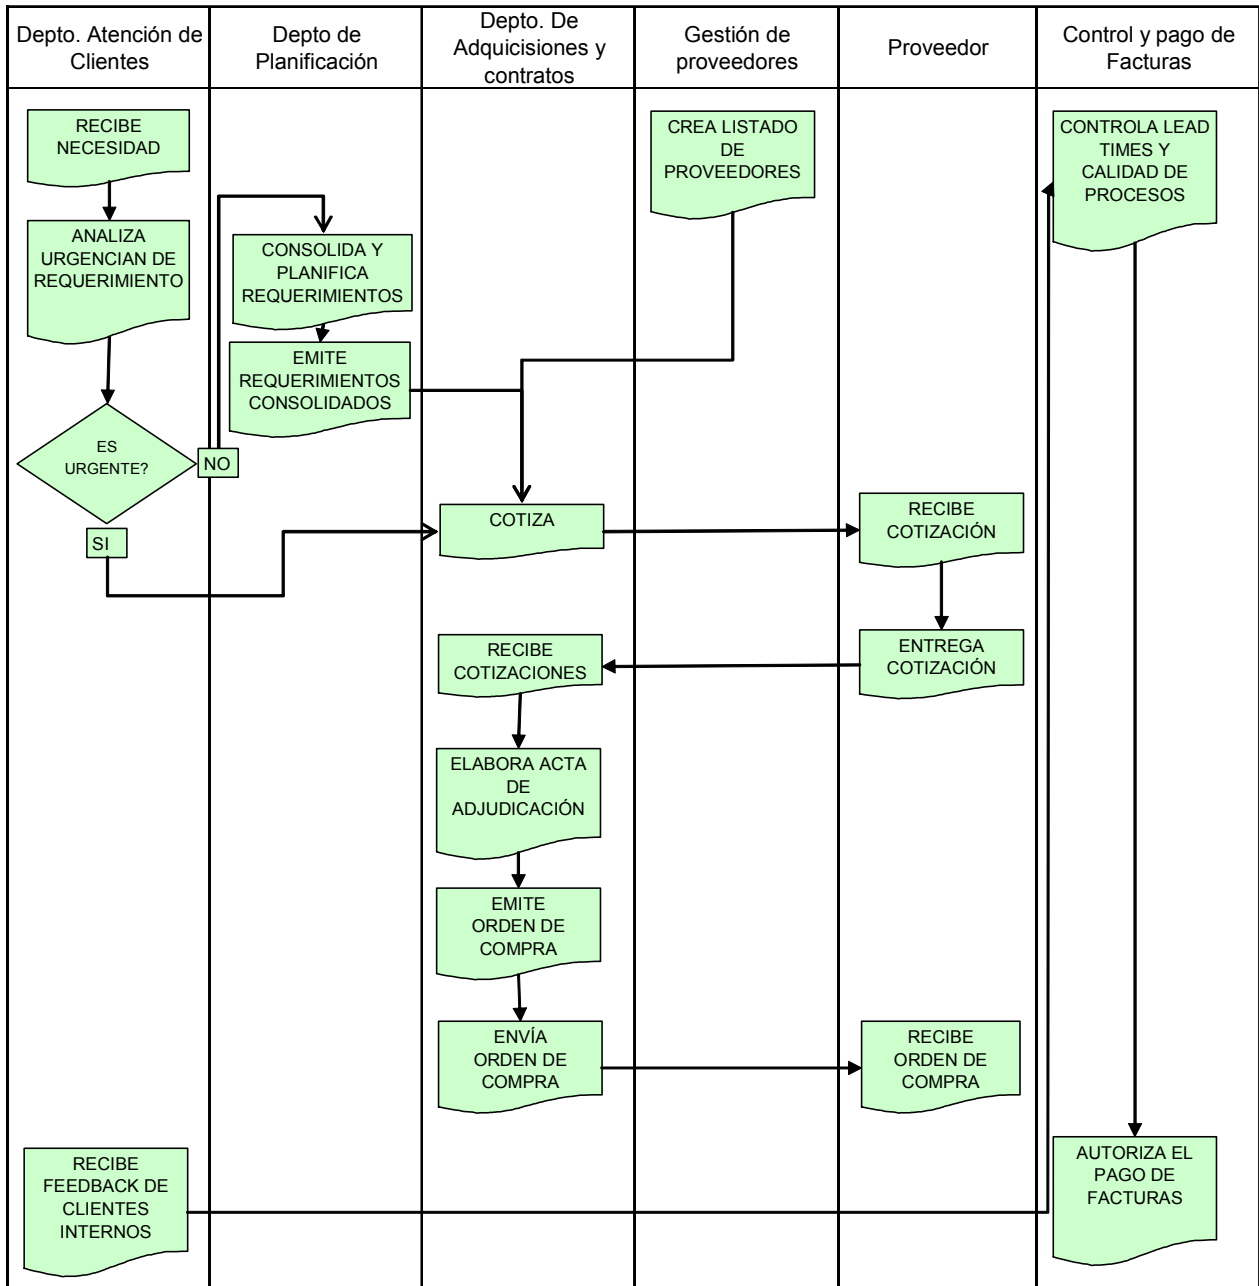 Depto. Atención de
Clientes
Depto de
Planificación
Depto. De
Adquicisiones y
contratos
Gestión de
proveedores
Proveedor
Control y pago de
Facturas
RECIBE
NECESIDAD
ANALIZA
URGENCIAN DE
REQUERIMIENTO
ES
URGENTE?
NO
SI
CONSOLIDA Y
PLANIFICA
REQUERIMIENTOS
EMITE
REQUERIMIENTOS
CONSOLIDADOS
CREA LISTADO
DE
PROVEEDORES
CONTROLA LEAD
TIMES Y
CALIDAD DE
PROCESOS
COTIZA
RECIBE
COTIZACIÓN
ENTREGA
COTIZACIÓN
RECIBE
COTIZACIONES
ELABORA ACTA
DE
ADJUDICACIÓN
EMITE
ORDEN DE
COMPRA
ENVÍA
ORDEN DE
COMPRA
RECIBE
ORDEN DE
COMPRA
RECIBE
FEEDBACK DE
CLIENTES
INTERNOS
AUTORIZA EL
PAGO DE
FACTURAS